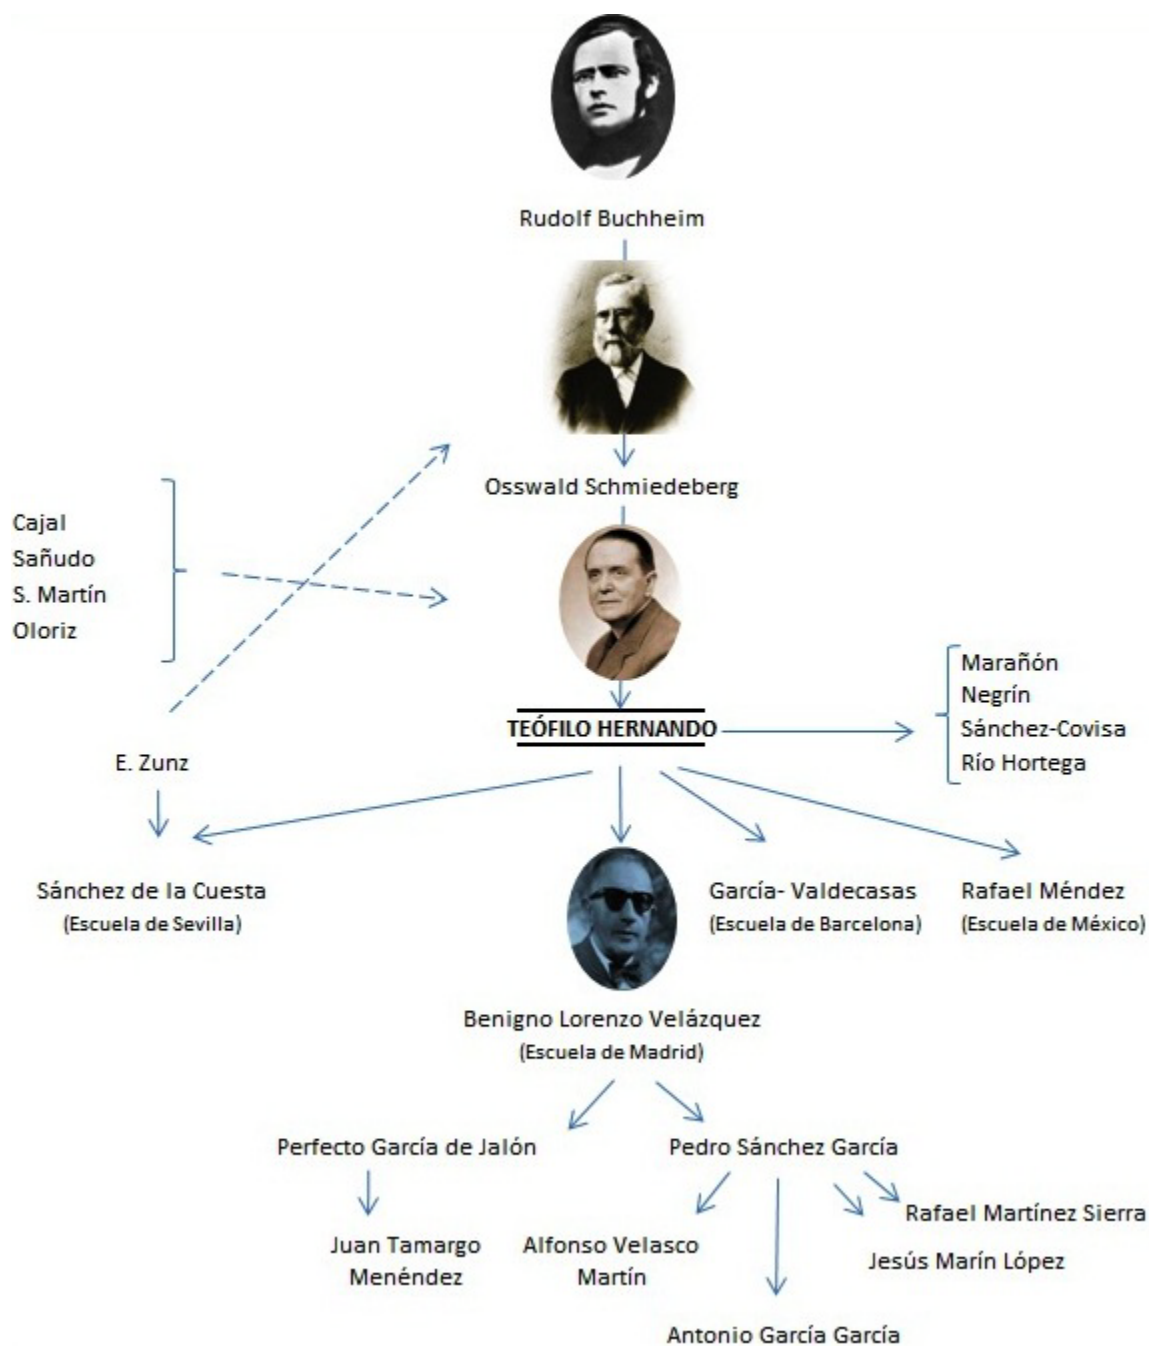 Rudolf Buchheim
Osswald Schmiedeberg
Cajal
Sañudo
S. Martín
Oloriz
Marañón
Negrín
Sánchez-Covisa
Río Hortega
TEÓFILO HERNANDO
E. Zunz
Sánchez de la Cuesta
(Escuela de Sevilla)
García- Valdecasas
(Escuela de Barcelona)
Rafael Méndez
(Escuela de México)
Benigno Lorenzo Velázquez
(Escuela de Madrid)
Perfecto García de Jalón
Pedro Sánchez García
Juan Tamargo
Menéndez
Alfonso Velasco
Martín
Rafael Martínez Sierra
Jesús Marín López
Antonio García García